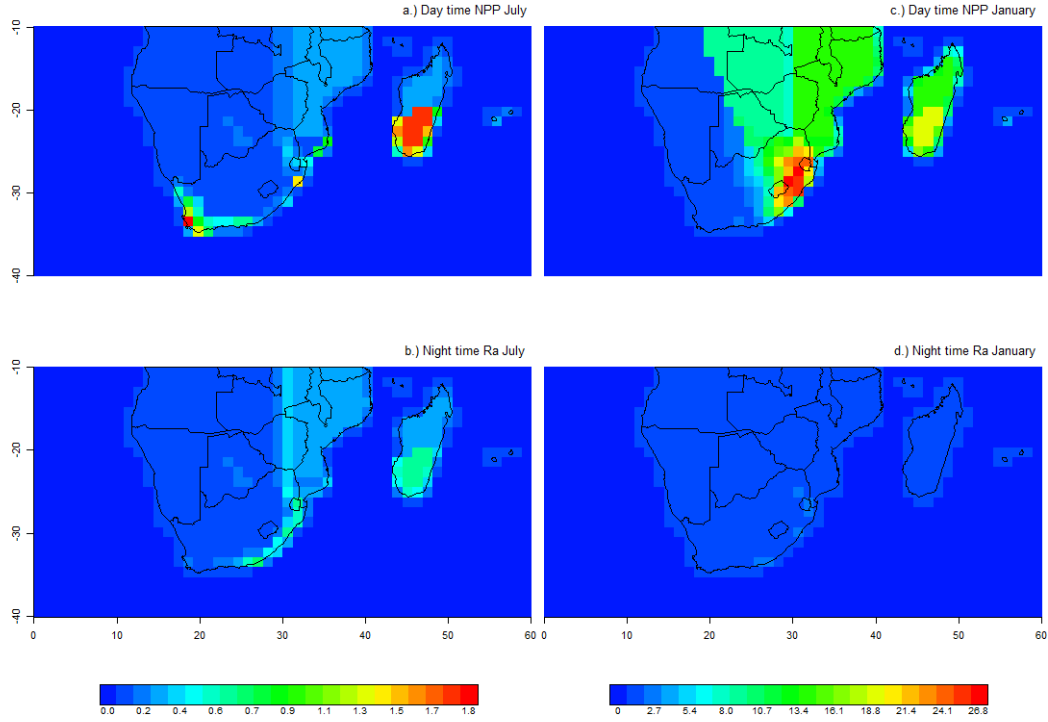 a.) Day time NPP July
c.) Day time NPP January
-10
-20
-30
-40
b.) Night time Ra July
d.) Night time Ra January
-10
-20
-30
-40
0 10 20 30 40 50 60 0 10 20 30 40 50 60
0.0 0.2 0.4 0.6 0.9 1.1 1.3 1.5 1.7 1.8
0 2.7 5.4 8.0 10.7 13.4 16.1 18.8 21.4 24.1 26.8